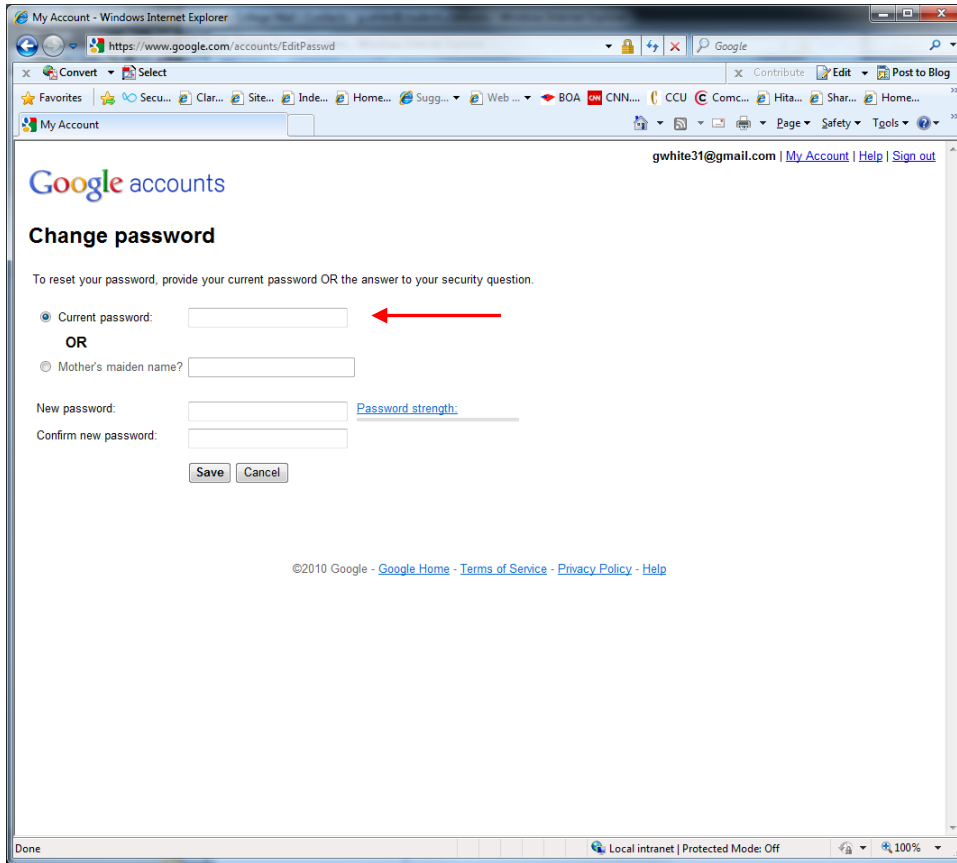 My Account - Windows Internet Explorer
https://www.google.com/accounts/EditPasswd
Google
x Convert Select
x Contribute Edit Post to Blog
Favorites Secu... Clar... Site... Inde... Home... Sugg... Web ... BOA CNN CNN.... CCU Comc... Hita... Shar... Home...
My Account
Page Safety Tools
gwhite31@gmail.com | My Account | Help | Sign out
Google accounts
Change password
To reset your password, provide your current password OR the answer to your security question.
Current password:
OR
Mother's maiden name?
New password:
Password strength:
Confirm new password:
Save Cancel
©2010 Google - Google Home - Terms of Service - Privacy Policy - Help
Done
Local intranet | Protected Mode: Off
100%